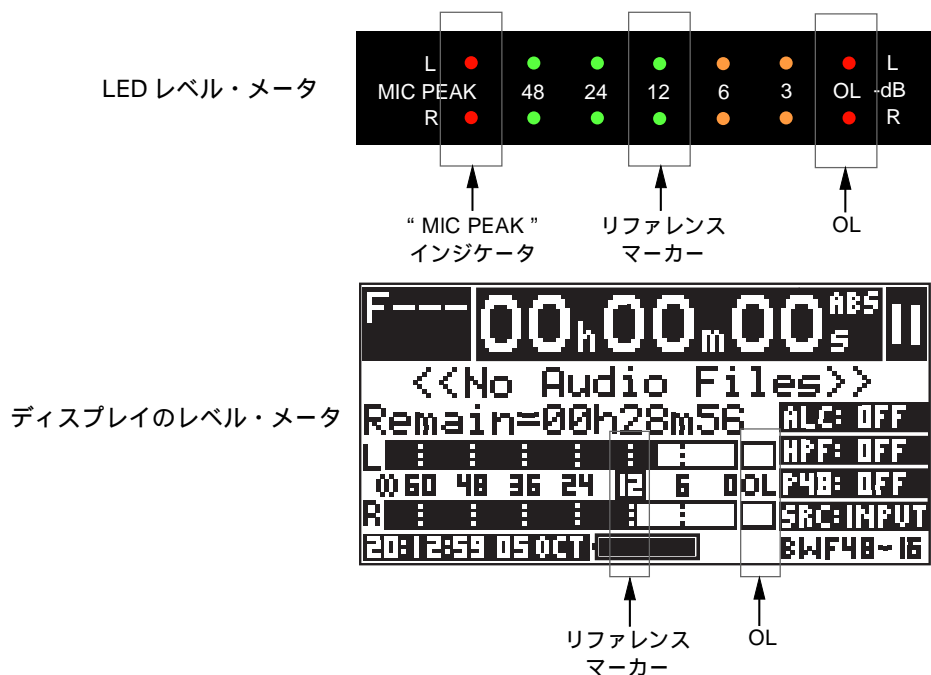 LED レベル・メータ
L L
MIC PEAK 48 24 12 6 3 OL -dB
R R
“ MIC PEAK ”
インジケータ
リファレンス
マーカー
OL
F--- 00h00m00s ABS
<<No Audio Files>>
ディスプレイのレベル・メータ
Remain=00h28m56
ALC: OFF
L
HPF: OFF
60 48 36 24 12 6 0 OL
P48: OFF
R
SRC:INPUT
20:12:59 05 OCT
BWF48~16
リファレンス
マーカー
OL